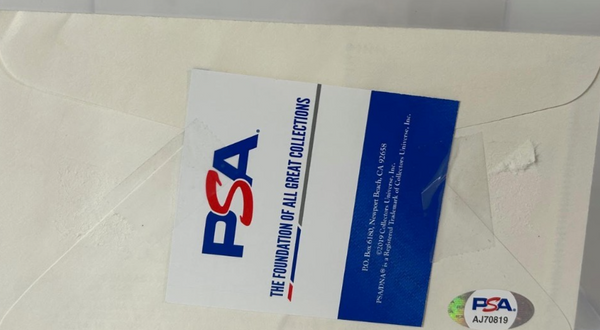 PSA.
THE FOUNDATION OF ALL GREAT COLLECTIONS
P.O. Box 6180, Newport Beach, CA 92658
©2019 Collectors Universe, Inc.
PSA/DNA® is a Registered Trademark of Collectors Universe, Inc.
PSA
AJ70819